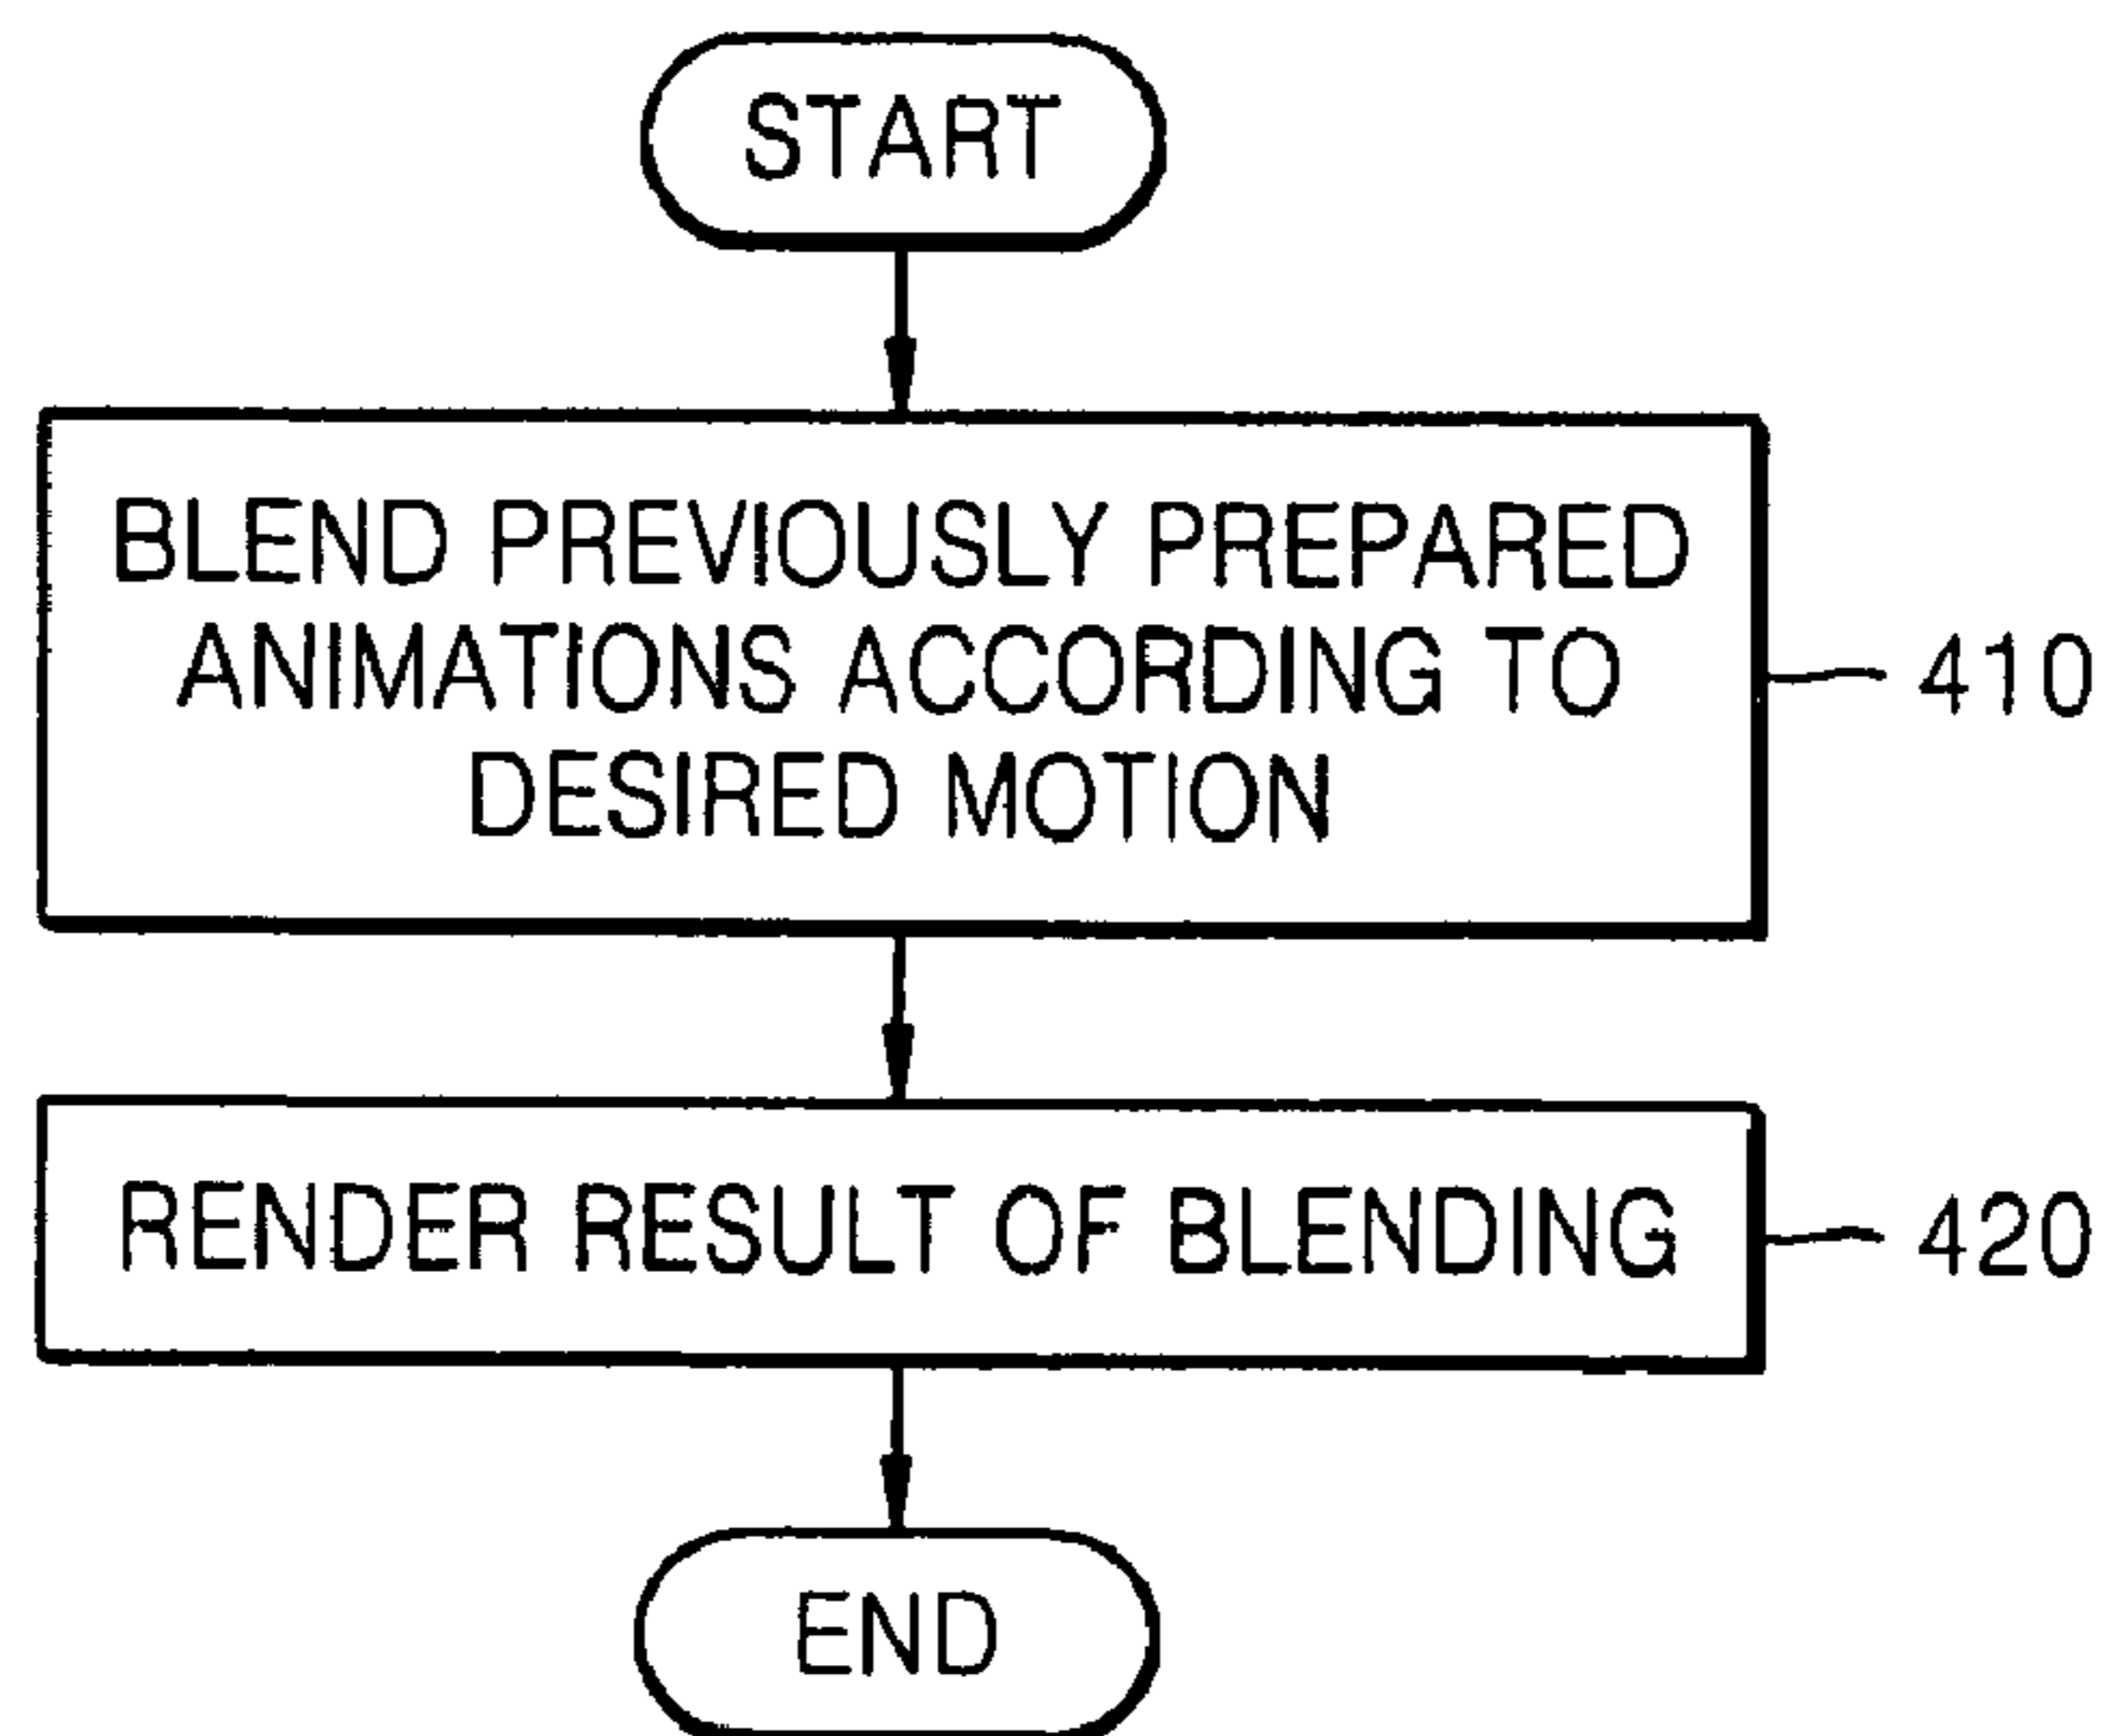 START
BLEND PREVIOUSLY PREPARED
ANIMATIONS ACCORDING TO
DESIRED MOTION
410
RENDER RESULT OF BLENDING
420
END